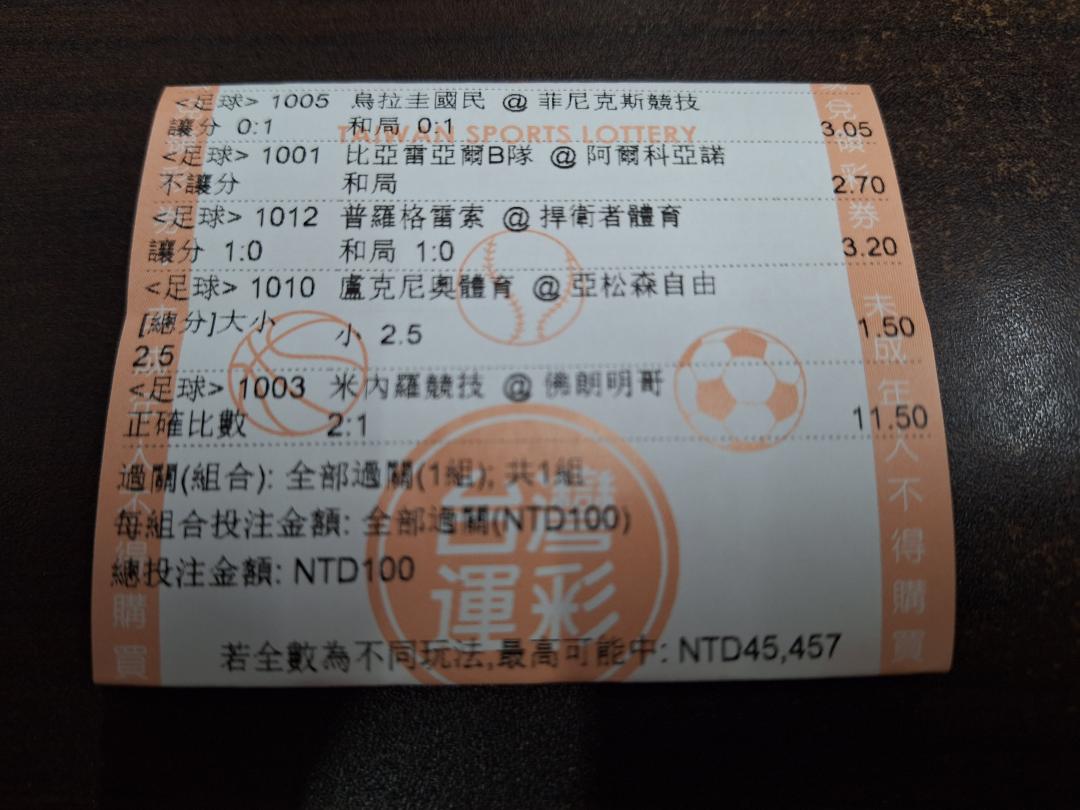 <足球> 1005 烏拉圭國民 @ 菲尼克斯競技
讓分 0:1 和局 0:1 3.05
TAIWAN SPORTS LOTTERY
<足球> 1001 比亞雷亞爾B隊 @ 阿爾科亞諾
不讓分 和局 2.70
<足球> 1012 普羅格雷索 @ 捍衛者體育
讓分 1:0 和局 1:0 3.20
<足球> 1010 盧克尼奧體育 @ 亞松森自由
[總分]大小 小 2.5 1.50
2.5
<足球> 1003 米內羅競技 @ 佛朗明哥
正確比數 2:1 11.50
過關(組合): 全部過關(1組); 共1組
每組合投注金額: 全部過關(NTD100)
總投注金額: NTD100
台灣
運彩
若全數為不同玩法,最高可能中: NTD45,457
未成年人不得購買